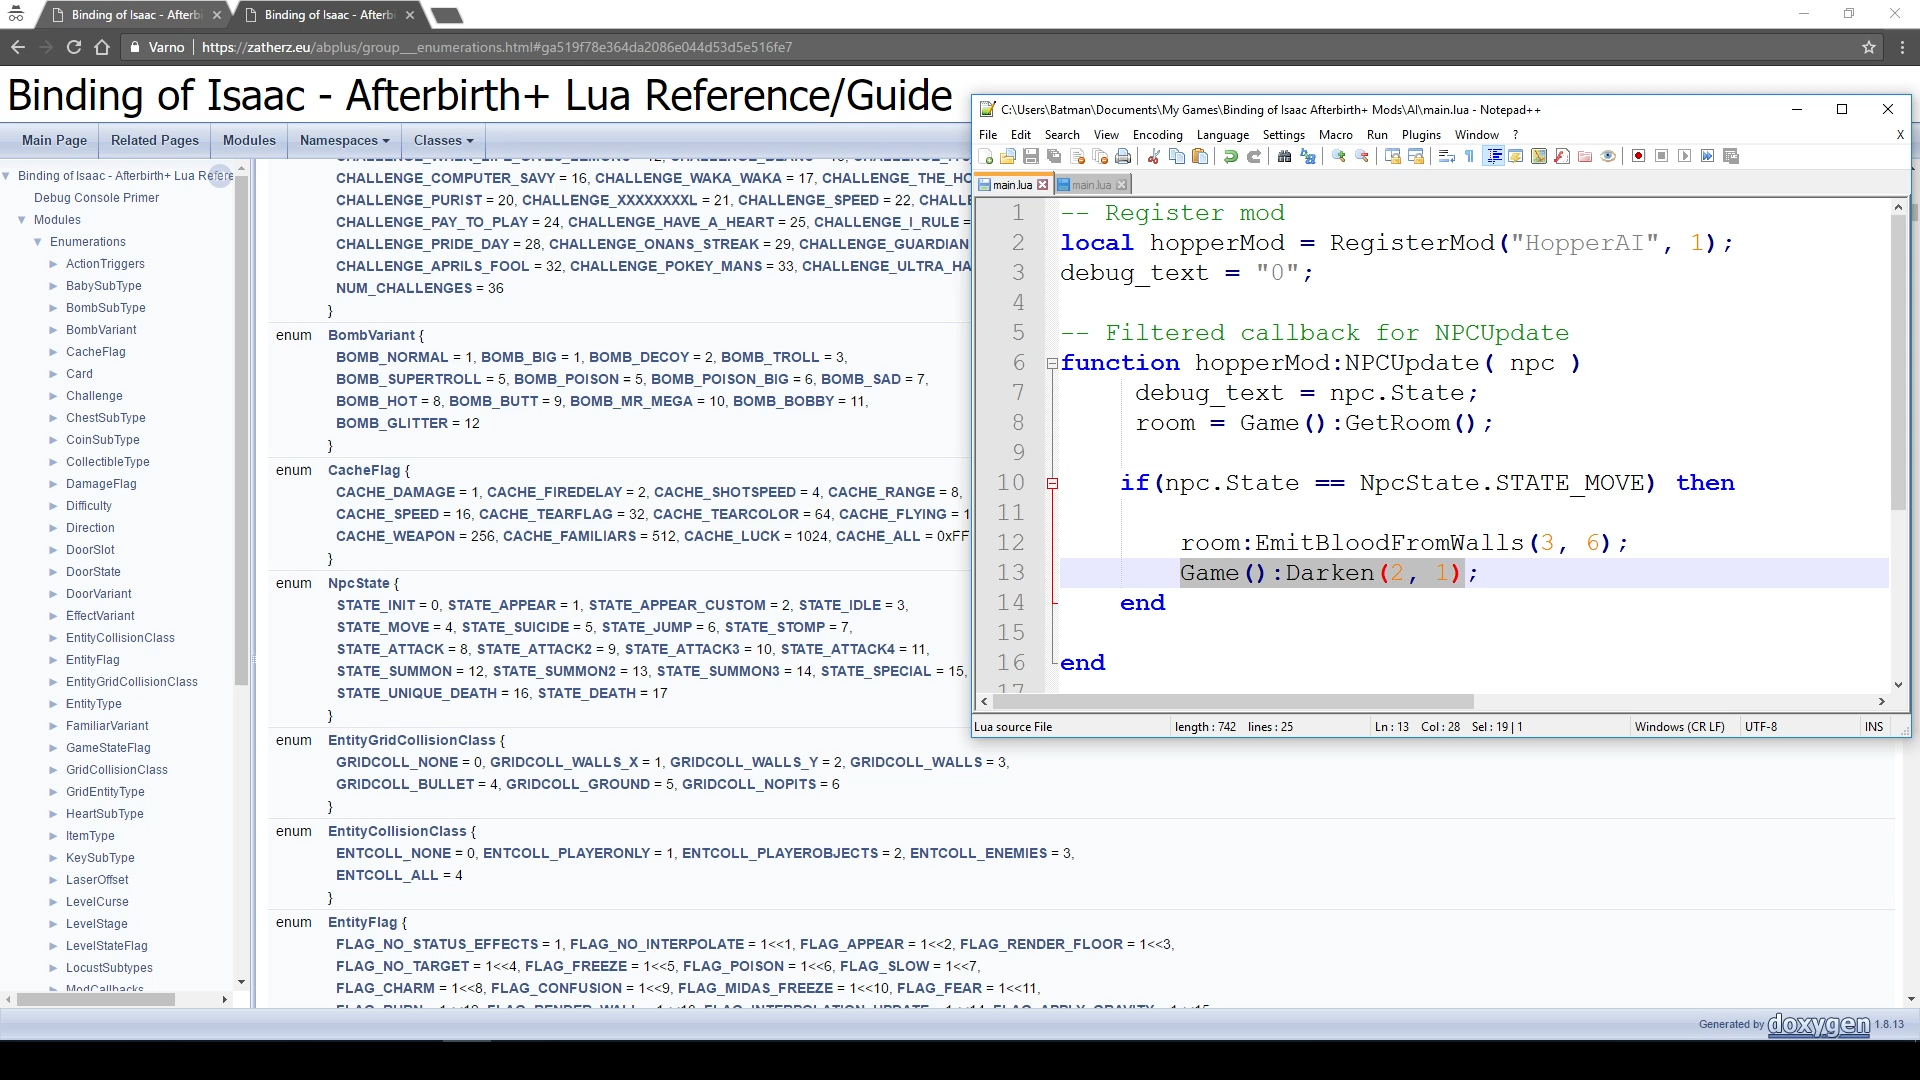 Binding of Isaac - Afterb
Binding of Isaac - Afterb
Varno
https://zatherz.eu/abplus/group___enumerations.html#ga519f78e364da2086e044d53d5e516fe7
Binding of Isaac - Afterbirth+ Lua Reference/Guide
Main Page
Related Pages
Modules
Namespaces
Classes
Binding of Isaac - Afterbirth+ Lua Refere
Debug Console Primer
Modules
Enumerations
ActionTriggers
BabySubType
BombSubType
BombVariant
CacheFlag
Card
Challenge
ChestSubType
CoinSubType
CollectibleType
DamageFlag
Difficulty
Direction
DoorSlot
DoorState
DoorVariant
EffectVariant
EntityCollisionClass
EntityFlag
EntityGridCollisionClass
EntityType
FamiliarVariant
GameStateFlag
GridCollisionClass
GridEntityType
HeartSubType
ItemType
KeySubType
LaserOffset
LevelCurse
LevelStage
LevelStateFlag
LocustSubtypes
ModCallbacks
CHALLENGE_COMPUTER_SAVY = 16, CHALLENGE_WAKA_WAKA = 17, CHALLENGE_THE_HO
CHALLENGE_PURIST = 20, CHALLENGE_XXXXXXXXL = 21, CHALLENGE_SPEED = 22, CHALLE
CHALLENGE_PAY_TO_PLAY = 24, CHALLENGE_HAVE_A_HEART = 25, CHALLENGE_I_RULE =
CHALLENGE_PRIDE_DAY = 28, CHALLENGE_ONANS_STREAK = 29, CHALLENGE_GUARDIAN
CHALLENGE_APRILS_FOOL = 32, CHALLENGE_POKEY_MANS = 33, CHALLENGE_ULTRA_HA
NUM_CHALLENGES = 36
}
enum BombVariant {
BOMB_NORMAL = 1, BOMB_BIG = 1, BOMB_DECOY = 2, BOMB_TROLL = 3,
BOMB_SUPERTROLL = 5, BOMB_POISON = 5, BOMB_POISON_BIG = 6, BOMB_SAD = 7,
BOMB_HOT = 8, BOMB_BUTT = 9, BOMB_MR_MEGA = 10, BOMB_BOBBY = 11,
BOMB_GLITTER = 12
}
enum CacheFlag {
CACHE_DAMAGE = 1, CACHE_FIREDELAY = 2, CACHE_SHOTSPEED = 4, CACHE_RANGE = 8,
CACHE_SPEED = 16, CACHE_TEARFLAG = 32, CACHE_TEARCOLOR = 64, CACHE_FLYING = 1
CACHE_WEAPON = 256, CACHE_FAMILIARS = 512, CACHE_LUCK = 1024, CACHE_ALL = 0xFF
}
enum NpcState {
STATE_INIT = 0, STATE_APPEAR = 1, STATE_APPEAR_CUSTOM = 2, STATE_IDLE = 3,
STATE_MOVE = 4, STATE_SUICIDE = 5, STATE_JUMP = 6, STATE_STOMP = 7,
STATE_ATTACK = 8, STATE_ATTACK2 = 9, STATE_ATTACK3 = 10, STATE_ATTACK4 = 11,
STATE_SUMMON = 12, STATE_SUMMON2 = 13, STATE_SUMMON3 = 14, STATE_SPECIAL = 15,
STATE_UNIQUE_DEATH = 16, STATE_DEATH = 17
}
enum EntityGridCollisionClass {
GRIDCOLL_NONE = 0, GRIDCOLL_WALLS_X = 1, GRIDCOLL_WALLS_Y = 2, GRIDCOLL_WALLS = 3,
GRIDCOLL_BULLET = 4, GRIDCOLL_GROUND = 5, GRIDCOLL_NOPITS = 6
}
enum EntityCollisionClass {
ENTCOLL_NONE = 0, ENTCOLL_PLAYERONLY = 1, ENTCOLL_PLAYEROBJECTS = 2, ENTCOLL_ENEMIES = 3,
ENTCOLL_ALL = 4
}
enum EntityFlag {
FLAG_NO_STATUS_EFFECTS = 1, FLAG_NO_INTERPOLATE = 1<<1, FLAG_APPEAR = 1<<2, FLAG_RENDER_FLOOR = 1<<3,
FLAG_NO_TARGET = 1<<4, FLAG_FREEZE = 1<<5, FLAG_POISON = 1<<6, FLAG_SLOW = 1<<7,
FLAG_CHARM = 1<<8, FLAG_CONFUSION = 1<<9, FLAG_MIDAS_FREEZE = 1<<10, FLAG_FEAR = 1<<11,
C:\Users\Batman\Documents\My Games\Binding of Isaac Afterbirth+ Mods\AI\main.lua - Notepad++
File Edit Search View Encoding Language Settings Macro Run Plugins Window ? X
main.lua
main.lua
1 -- Register mod
2 local hopperMod = RegisterMod("HopperAI", 1);
3 debug_text = "0";
4
5 -- Filtered callback for NPCUpdate
6 function hopperMod:NPCUpdate( npc )
7 debug_text = npc.State;
8 room = Game():GetRoom();
9
10 if(npc.State == NpcState.STATE_MOVE) then
11
12 room:EmitBloodFromWalls(3, 6);
13 Game():Darken(2, 1);
14 end
15
16 end
17
Lua source File
length : 742 lines : 25
Ln : 13 Col : 28 Sel : 19 | 1
Windows (CR LF)
UTF-8
INS
Generated by doxygen 1.8.13